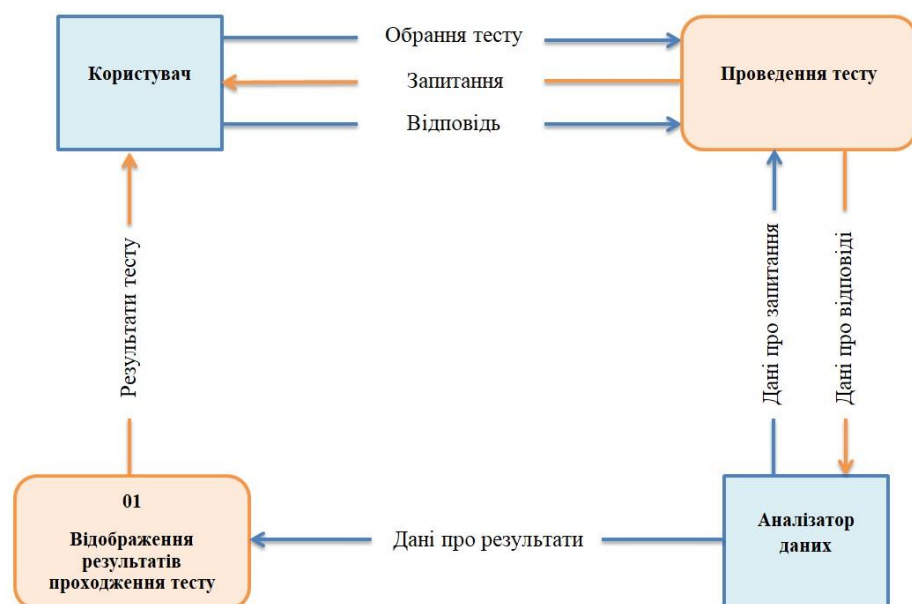 Користувач
Обрання тесту
Запитання
Відповідь
Проведення тесту
Результати тесту
Дані про запитання
Дані про відповіді
01
Відображення
результатів
проходження тесту
Дані про результати
Аналізатор
даних